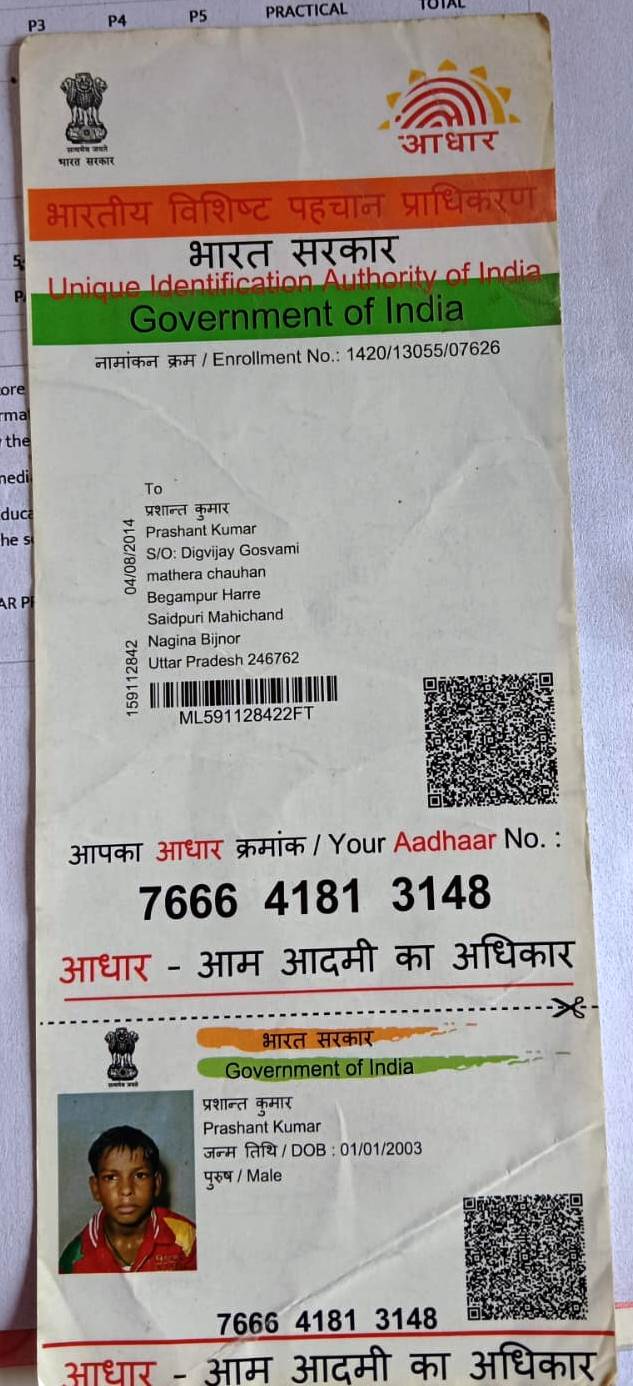 P3 P4 P5 PRACTICAL TOTAL
सत्यमेव जयते
भारत सरकार
आधार
भारतीय विशिष्ट पहचान प्राधिकरण
भारत सरकार
Unique Identification Authority of India
Government of India
नामांकन क्रम / Enrollment No.: 1420/13055/07626
To
प्रशान्त कुमार
Prashant Kumar
S/O: Digvijay Gosvami
mathera chauhan
Begampur Harre
Saidpuri Mahichand
Nagina Bijnor
Uttar Pradesh 246762
04/08/2014
159112842
ML591128422FT
आपका आधार क्रमांक / Your Aadhaar No. :
7666 4181 3148
आधार - आम आदमी का अधिकार
भारत सरकार
Government of India
सत्यमेव जयते
प्रशान्त कुमार
Prashant Kumar
जन्म तिथि / DOB : 01/01/2003
पुरुष / Male
7666 4181 3148
आधार - आम आदमी का अधिकार